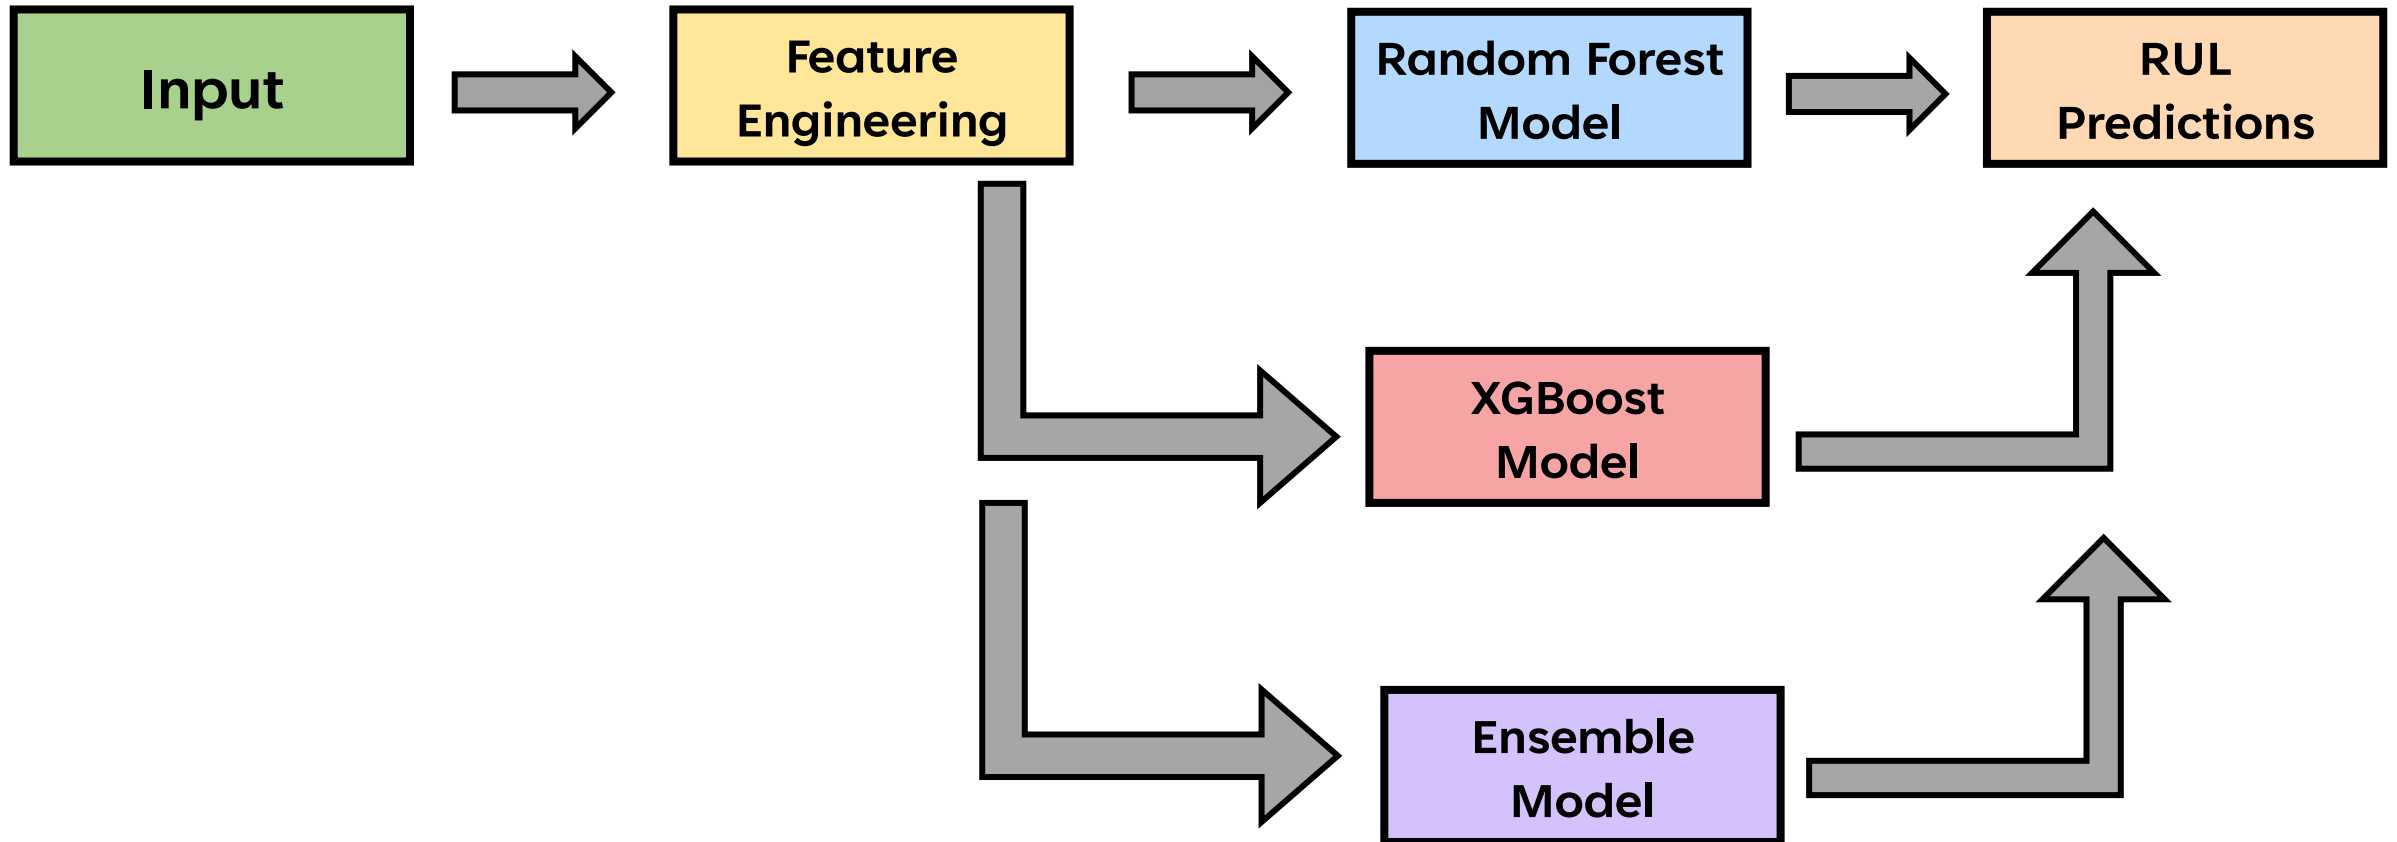 Input
Feature
Engineering
Random Forest
Model
RUL
Predictions
XGBoost
Model
Ensemble
Model